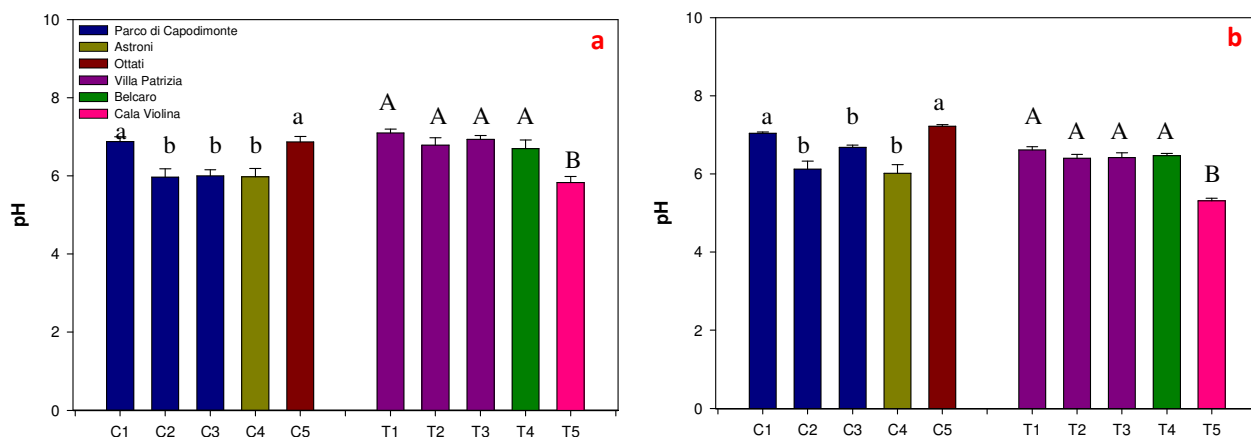 a
10
8
6
4
2
0
pH
Parco di Capodimonte
Astroni
Ottati
Villa Patrizia
Belcaro
Cala Violina
a b b b a A A A A B
C1 C2 C3 C4 C5 T1 T2 T3 T4 T5
b
10
8
6
4
2
0
pH
a b b b a A A A A B
C1 C2 C3 C4 C5 T1 T2 T3 T4 T5